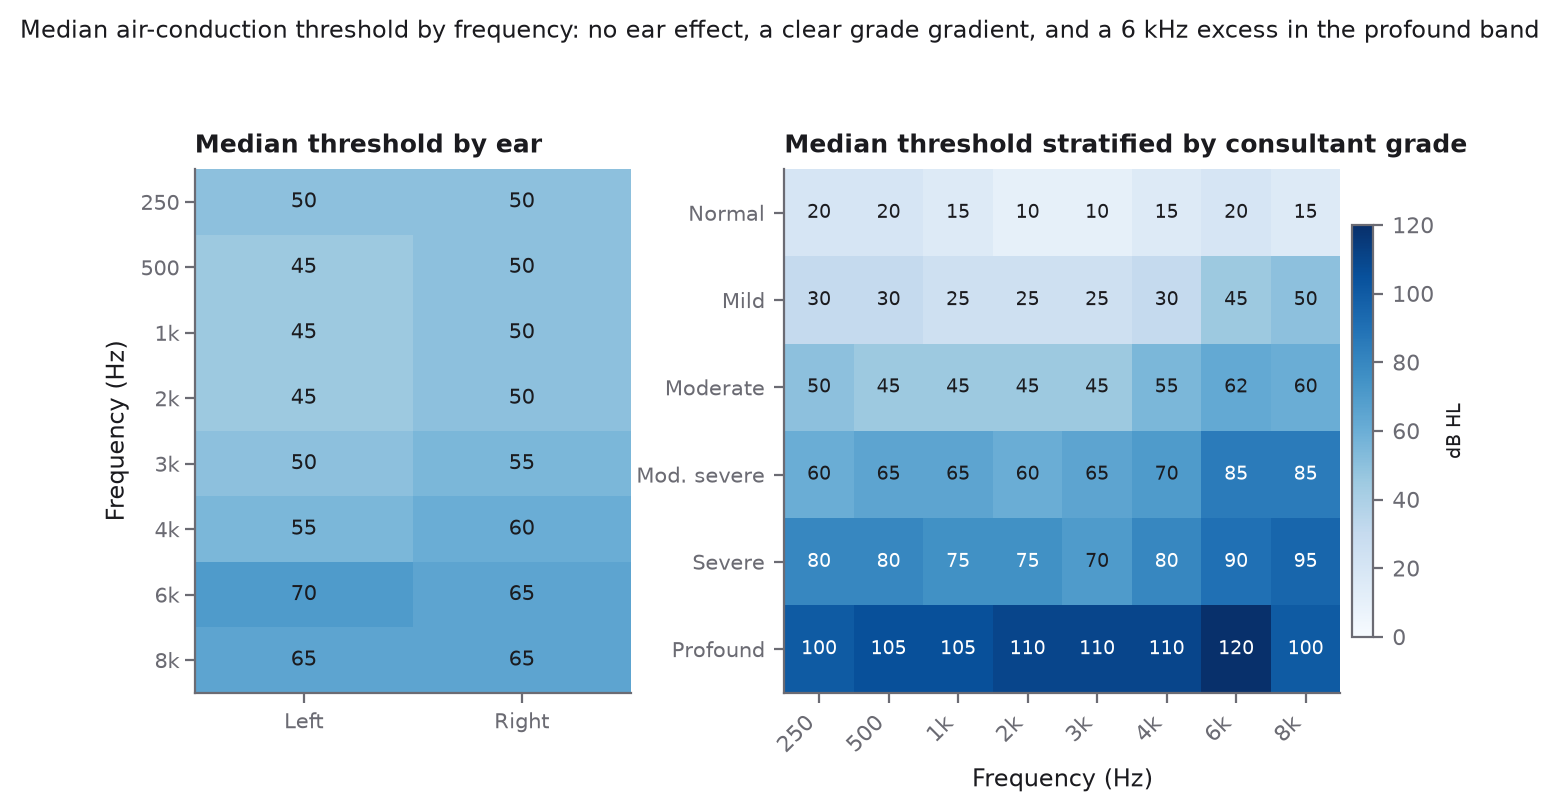 Median air-conduction threshold by frequency: no ear effect, a clear grade gradient, and a 6 kHz excess in the profound band
Median threshold by ear
Frequency (Hz)
250 50 50
500 45 50
1k 45 50
2k 45 50
3k 50 55
4k 55 60
6k 70 65
8k 65 65
Left Right
Median threshold stratified by consultant grade
Normal 20 20 15 10 10 15 20 15
Mild 30 30 25 25 25 30 45 50
Moderate 50 45 45 45 45 55 62 60
Mod. severe 60 65 65 60 65 70 85 85
Severe 80 80 75 75 70 80 90 95
Profound 100 105 105 110 110 110 120 100
250 500 1k 2k 3k 4k 6k 8k
Frequency (Hz)
120
100
80
60
40
20
0
dB HL